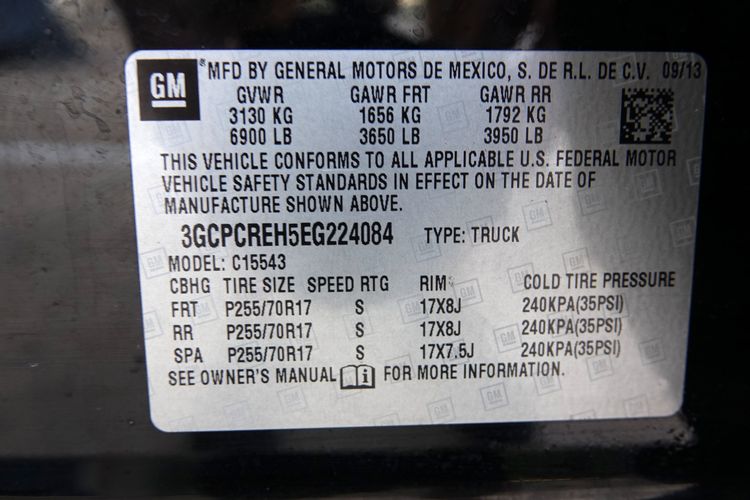 GM MFD BY GENERAL MOTORS DE MEXICO, S. DE R.L. DE C.V. 09/13
GVWR GAWR FRT GAWR RR
3130 KG 1656 KG 1792 KG
6900 LB 3650 LB 3950 LB
THIS VEHICLE CONFORMS TO ALL APPLICABLE U.S. FEDERAL MOTOR
VEHICLE SAFETY STANDARDS IN EFFECT ON THE DATE OF
MANUFACTURE SHOWN ABOVE.
3GCPCREH5EG224084 TYPE: TRUCK
MODEL: C15543
CBHG TIRE SIZE SPEED RTG RIM COLD TIRE PRESSURE
FRT P255/70R17 S 17X8J 240KPA(35PSI)
RR P255/70R17 S 17X8J 240KPA(35PSI)
SPA P255/70R17 S 17X7.5J 240KPA(35PSI)
SEE OWNER'S MANUAL i FOR MORE INFORMATION.